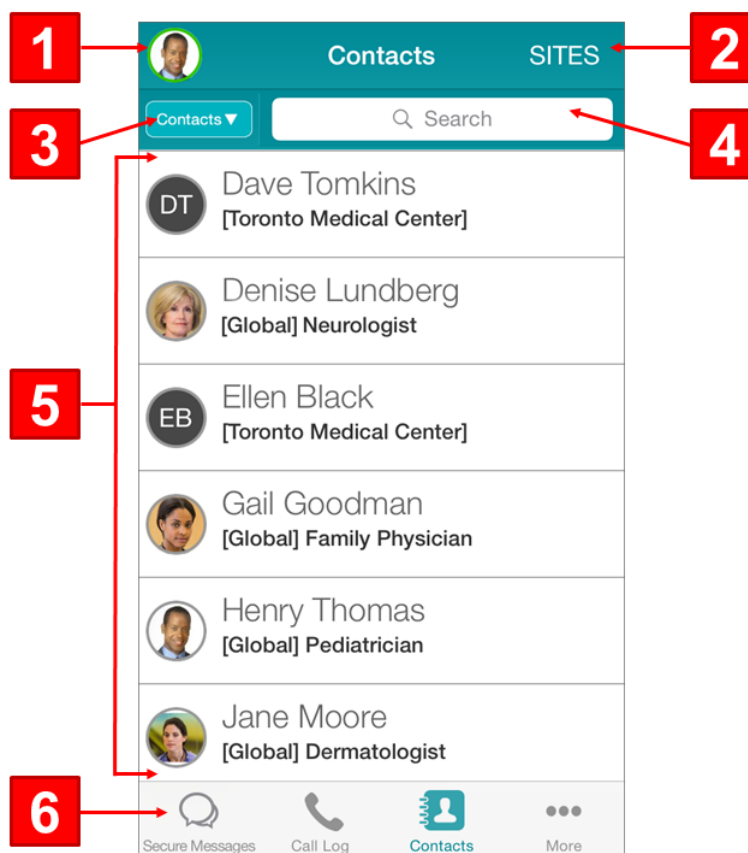 1
Contacts
SITES
2
3
Contacts ▼
Search
4
DT
Dave Tomkins
[Toronto Medical Center]
Denise Lundberg
[Global] Neurologist
5
EB
Ellen Black
[Toronto Medical Center]
Gail Goodman
[Global] Family Physician
Henry Thomas
[Global] Pediatrician
Jane Moore
[Global] Dermatologist
6
Secure Messages
Call Log
Contacts
More